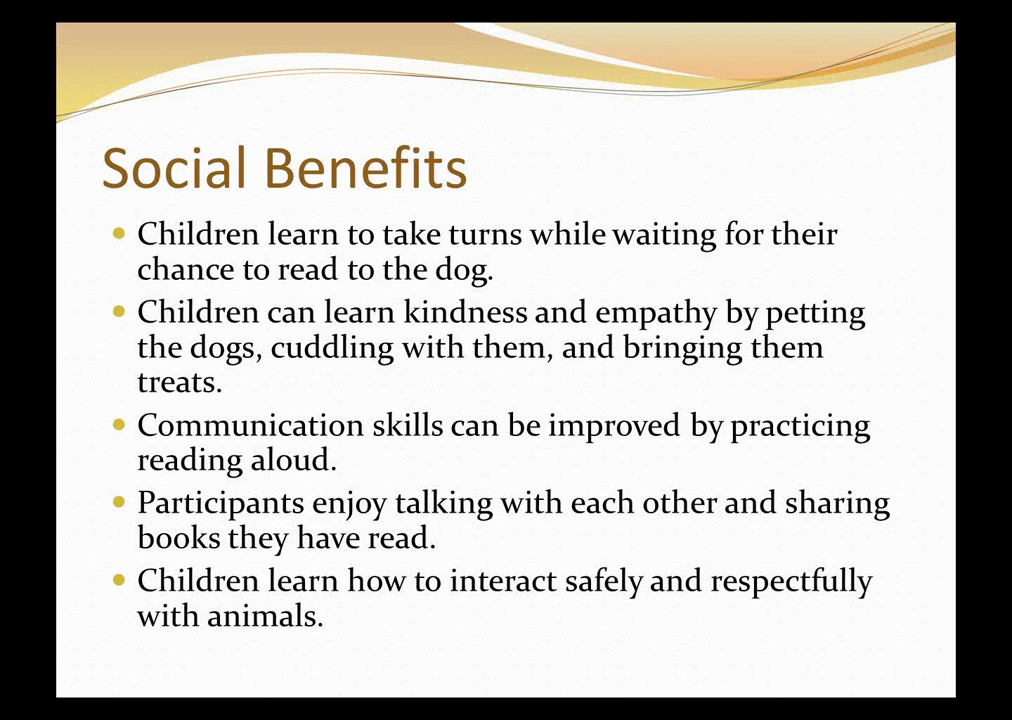 Social Benefits
Children learn to take turns while waiting for their
chance to read to the dog.
Children can learn kindness and empathy by petting
the dogs, cuddling with them, and bringing them
treats.
Communication skills can be improved by practicing
reading aloud.
Participants enjoy talking with each other and sharing
books they have read.
Children learn how to interact safely and respectfully
with animals.